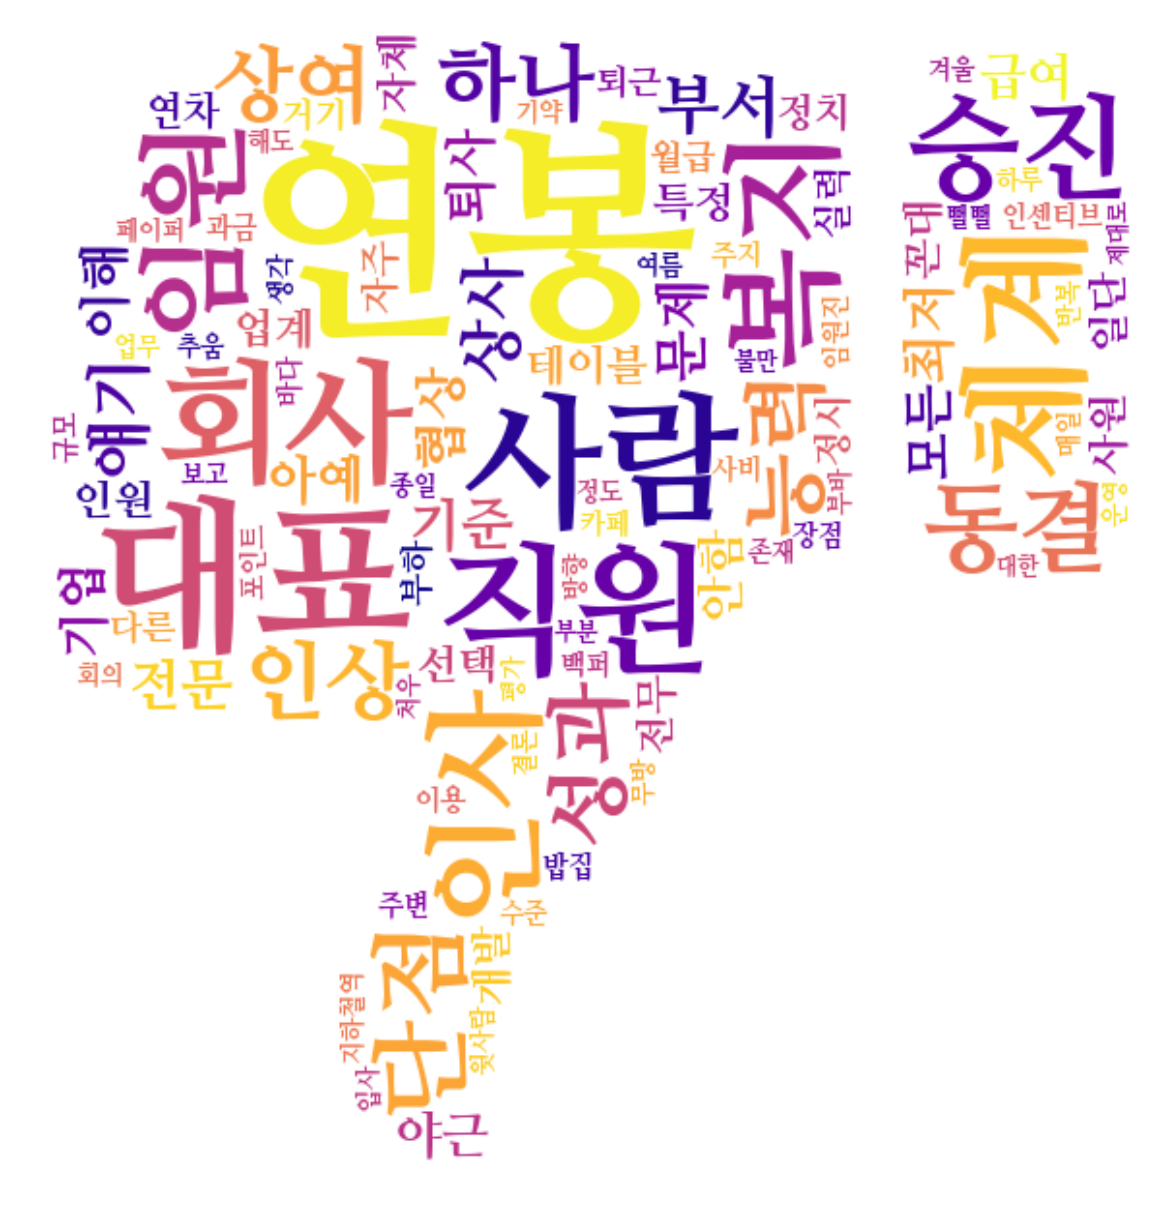 상여
자체
하나
퇴근
부서
정치
겨울
급여
연차
거기
기약
승진
해도
임원
연봉
퇴사
월급
복지
특정
실력
하루
페이퍼
과금
자주
꼰대
뻘뻘
인센티브
제대로
이해
생각
상사
여름
주지
체계
업계
문제
임원진
최저
반복
일단
업무
추움
테이블
불만
얘기
회사
바다
협상
사람
능력
정시
모든
매일
사원
규모
보고
아예
종일
사비
인원
정도
부바
동결
운영
대표
포인트
기준
카페
장점
부하
직원
방향
안함
존재
대한
기업
다른
부분
회의
전문
인상
처우
선택
평가
백퍼
인사
결론
성과
전무
무방
이용
밥집
주변
수준
단점
개발
지하철역
윗사람
입사
야근